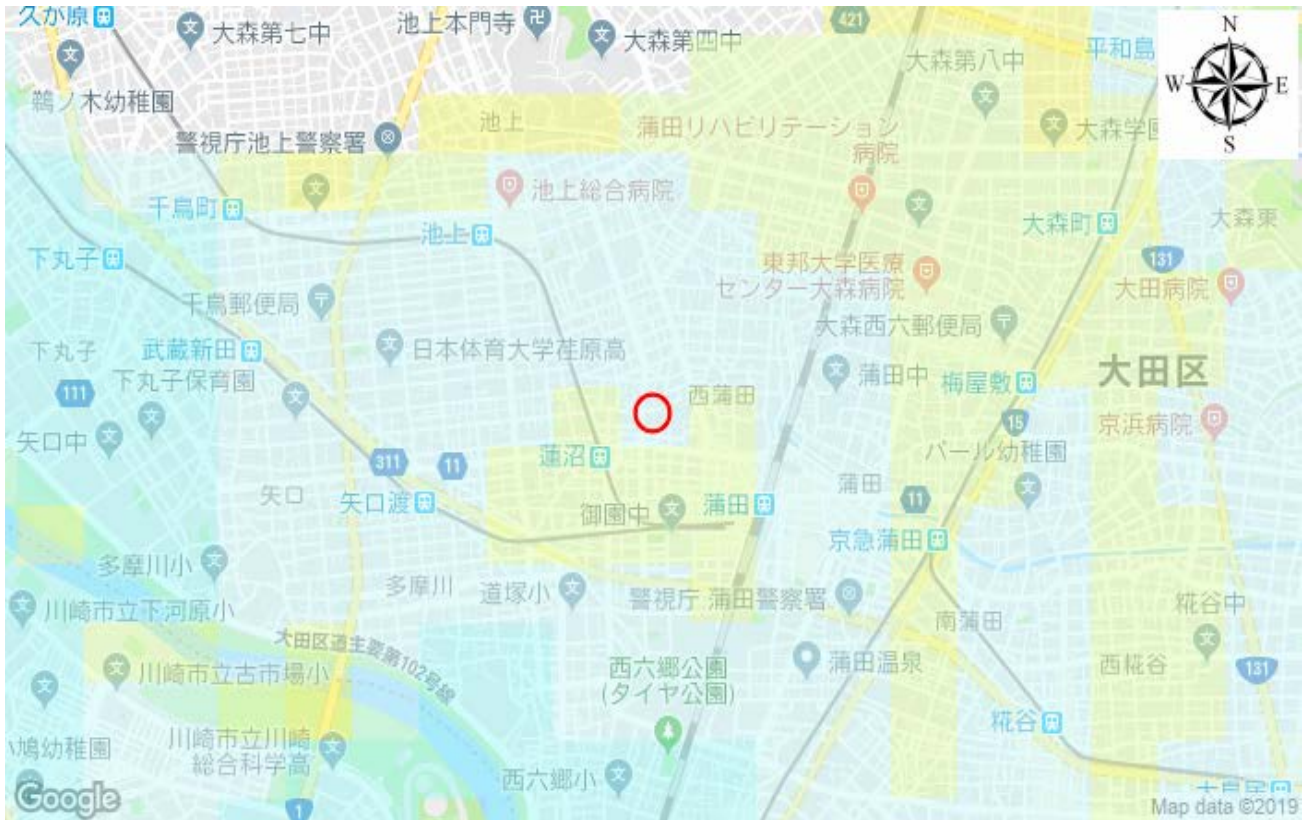 久が原
大森第七中
池上本門寺
大森第四中
421
平和島
N
W
E
S
鵜ノ木幼稚園
大森第八中
池上
警視庁池上警察署
蒲田リハビリテーション
病院
大森学園
千鳥町
池上総合病院
池上
大森町
大森東
下丸子
東邦大学医療
センター大森病院
131
大田病院
千鳥郵便局
大森西六郵便局
下丸子
武蔵新田
日本体育大学荏原高
大田区
111
下丸子保育園
西蒲田
蒲田中
梅屋敷
矢口中
15
京浜病院
311
11
蓮沼
パール幼稚園
矢口
矢口渡
御園中
蒲田
蒲田
11
京急蒲田
多摩川小
多摩川
道塚小
警視庁 蒲田警察署
糀谷中
川崎市立下河原小
大田区道主要第102号線
南蒲田
川崎市立古市場小
西六郷公園
(タイヤ公園)
蒲田温泉
西糀谷
131
糀谷
小鳩幼稚園
川崎市立川崎
総合科学高
西六郷小
Google
1
Map data ©2019